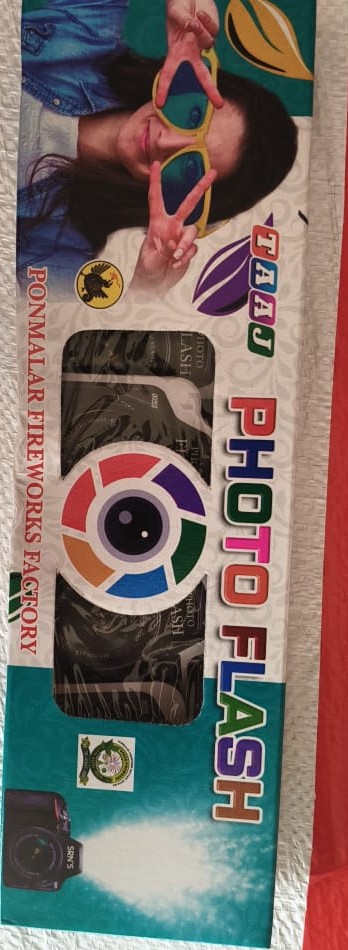 TAAJ
PHOTO FLASH
PHOTO
FLASH
PHOTO
FLASH
SRN'S
PONMALAR FIREWORKS FACTORY